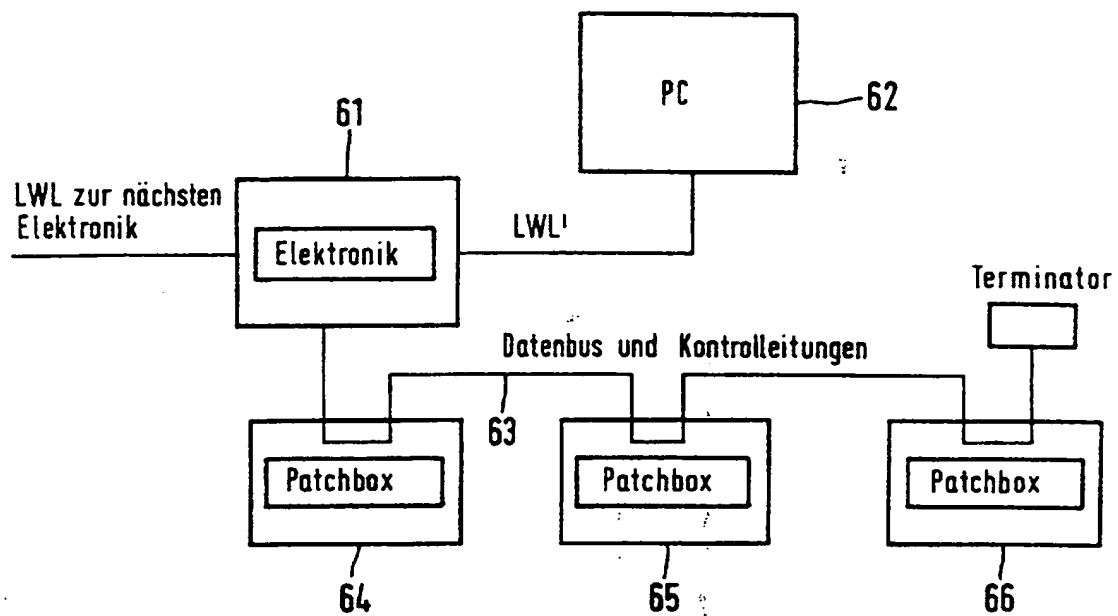 PC
62
61
LWL zur nächsten
Elektronik
Elektronik
LWL'
Terminator
Datenbus und Kontrolleitungen
63
Patchbox
Patchbox
Patchbox
64
65
66